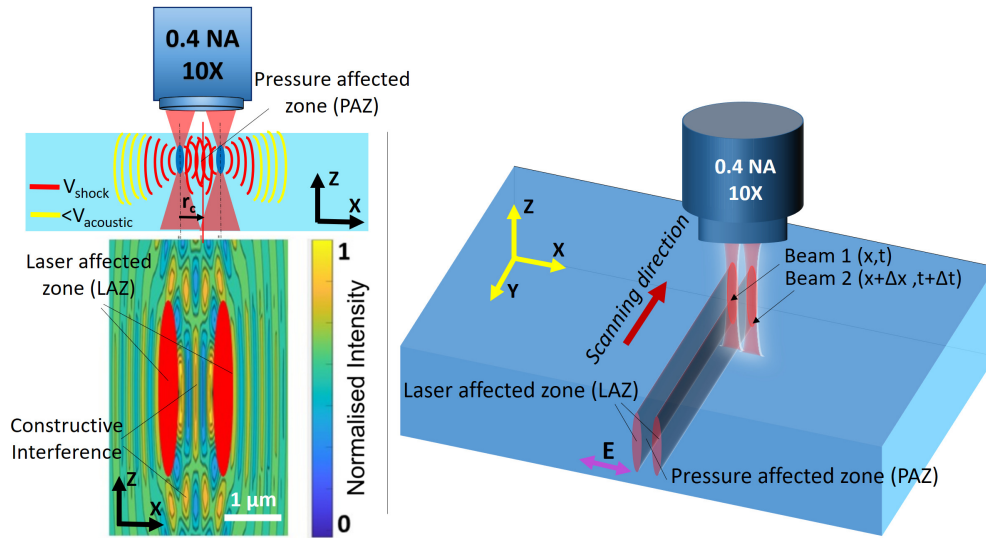 0.4 NA
10X
Pressure affected
zone (PAZ)
V_shock
<V_acoustic
r_c
Z
X
Laser affected
zone (LAZ)
Constructive
Interference
Z
X
1 μm
1
0
Normalised Intensity
0.4 NA
10X
Z
X
Y
Scanning direction
Beam 1 (x,t)
Beam 2 (x+Δx ,t+Δt)
Laser affected zone (LAZ)
E
Pressure affected zone (PAZ)